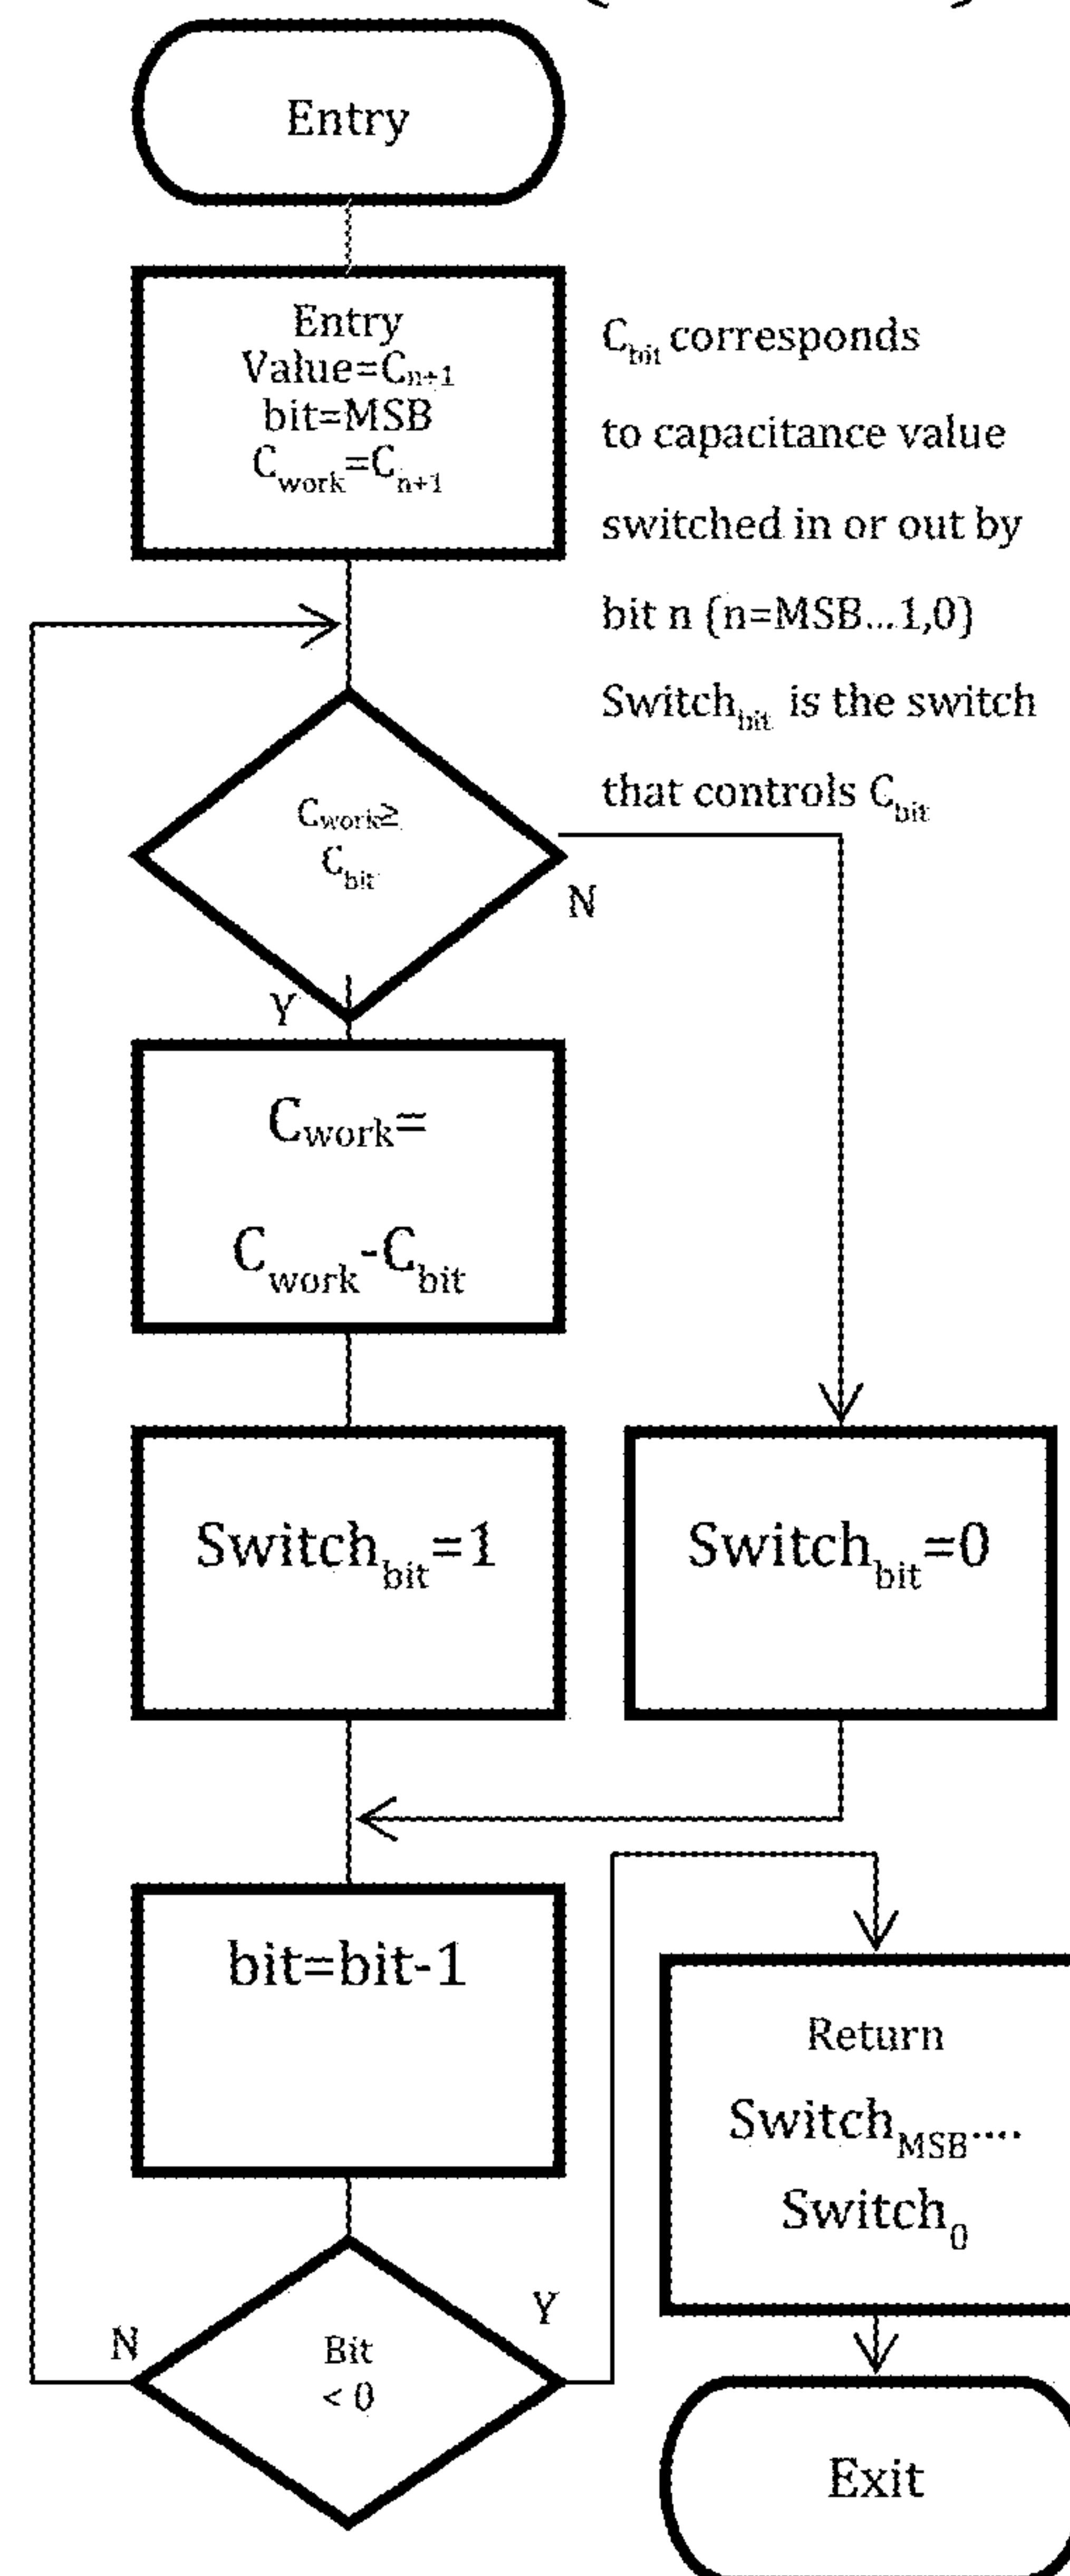 Entry
Entry
Value=Cn+1
bit=MSB
Cwork=Cn+1
Cbit corresponds
to capacitance value
switched in or out by
bit n (n=MSB...1,0)
Switchbit is the switch
that controls Cbit
Cwork≥
Cbit
N
Y
Cwork=
Cwork-Cbit
Switchbit=1
Switchbit=0
bit=bit-1
Return
SwitchMSB....
Switch0
N
Bit
< 0
Y
Exit